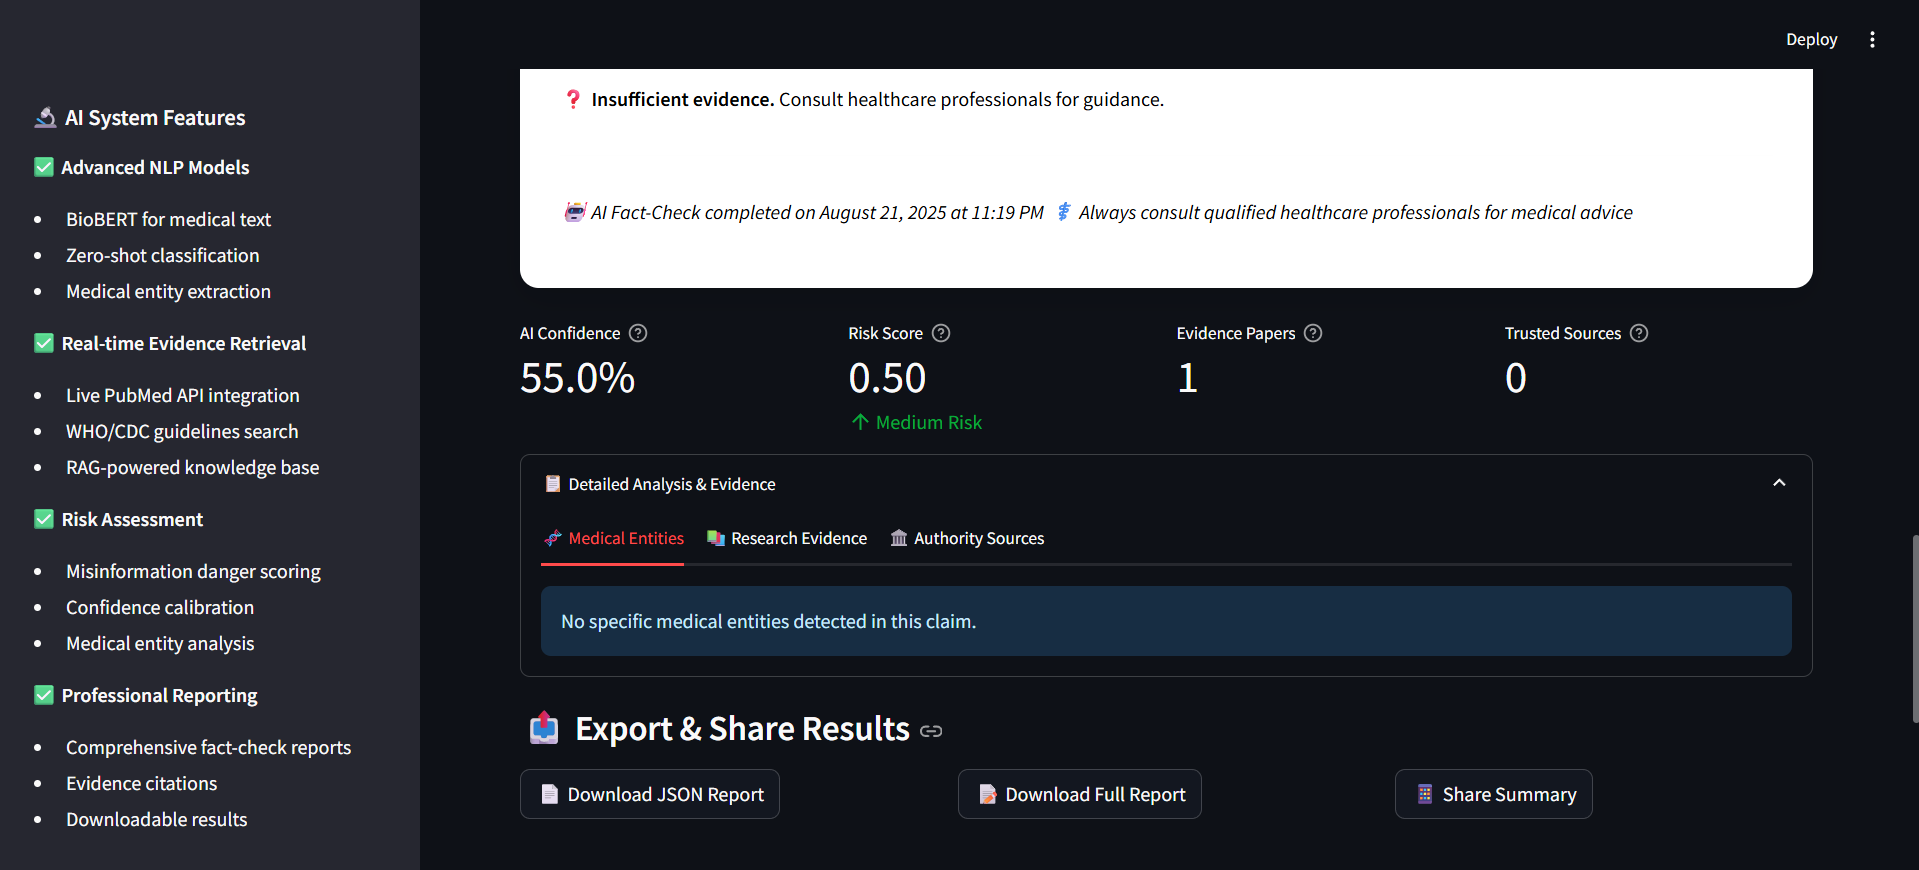 Deploy
AI System Features
Advanced NLP Models
BioBERT for medical text
Zero-shot classification
Medical entity extraction
Real-time Evidence Retrieval
Live PubMed API integration
WHO/CDC guidelines search
RAG-powered knowledge base
Risk Assessment
Misinformation danger scoring
Confidence calibration
Medical entity analysis
Professional Reporting
Comprehensive fact-check reports
Evidence citations
Downloadable results
❓ Insufficient evidence. Consult healthcare professionals for guidance.
AI Fact-Check completed on August 21, 2025 at 11:19 PM Always consult qualified healthcare professionals for medical advice
AI Confidence
55.0%
Risk Score
0.50
↑ Medium Risk
Evidence Papers
1
Trusted Sources
0
Detailed Analysis & Evidence
Medical Entities
Research Evidence
Authority Sources
No specific medical entities detected in this claim.
Export & Share Results
Download JSON Report
Download Full Report
Share Summary